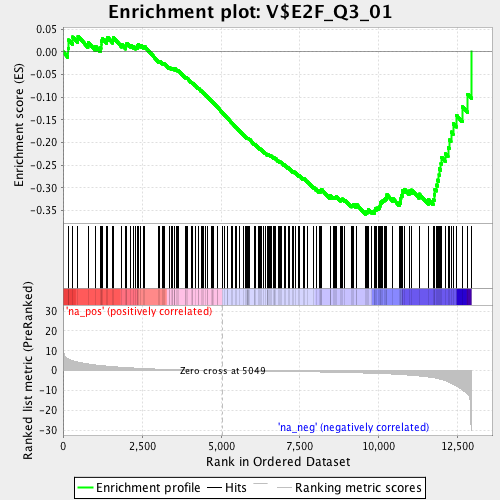 Enrichment plot: V$E2F_Q3_01
Enrichment score (ES)
0.05
0.00
-0.05
-0.10
-0.15
-0.20
-0.25
-0.30
-0.35
'na_pos' (positively correlated)
Zero cross at 5049
'na_neg' (negatively correlated)
Ranked list metric (PreRanked)
30
20
10
0
-10
-20
-30
0
2,500
5,000
7,500
10,000
12,500
Rank in Ordered Dataset
Enrichment profile
Hits
Ranking metric scores